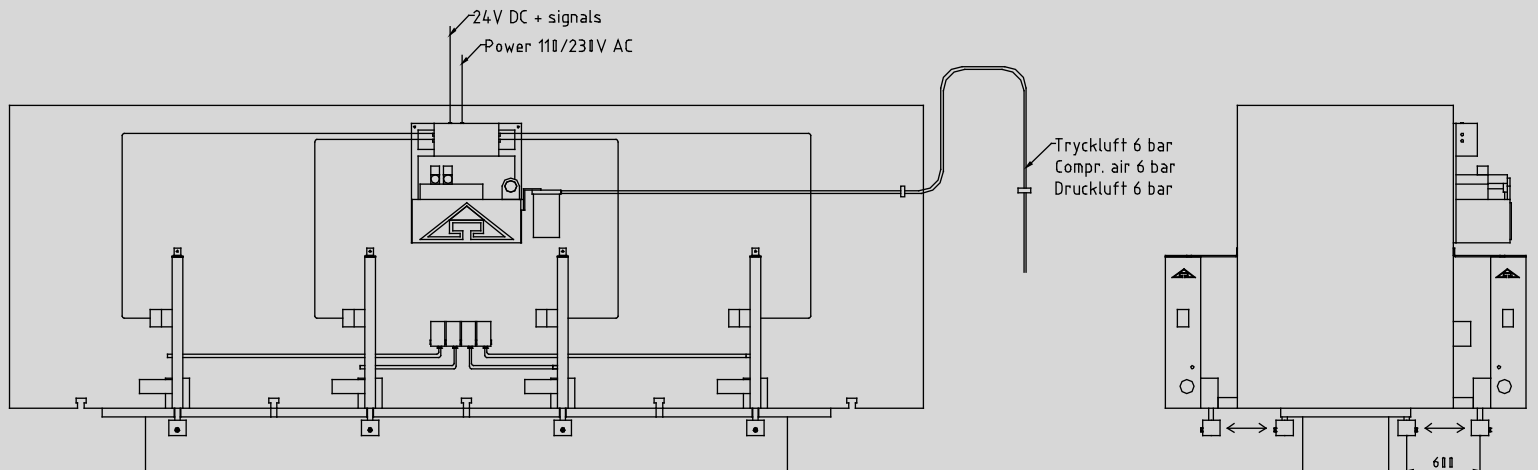 24V DC + signals
Power 110/230V AC
Tryckluft 6 bar
Compr. air 6 bar
Druckluft 6 bar
600